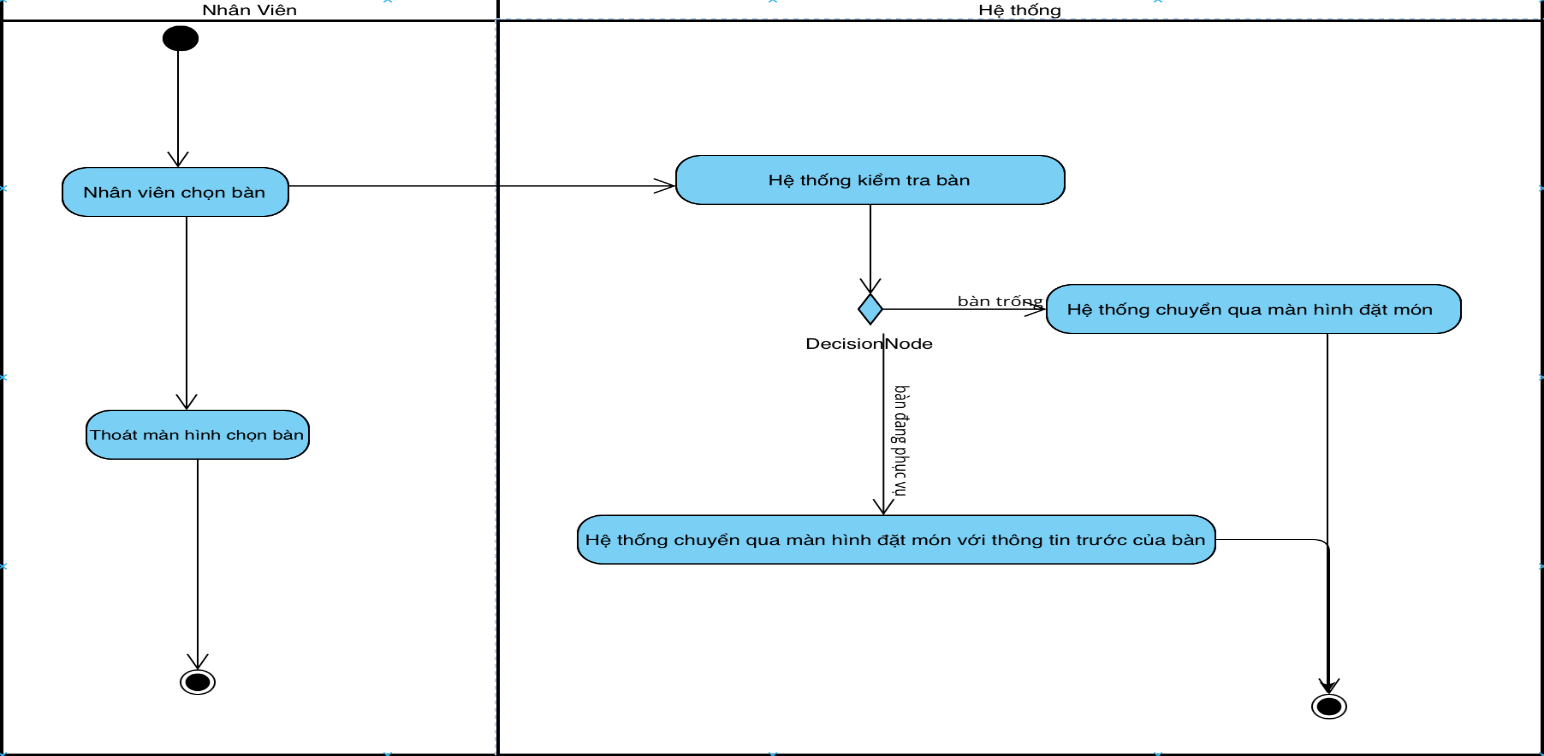 Nhân Viên
Hệ thống
Nhân viên chọn bàn
Hệ thống kiểm tra bàn
bàn trống
Hệ thống chuyển qua màn hình đặt món
DecisionNode
bàn đang phục vụ
Thoát màn hình chọn bàn
Hệ thống chuyển qua màn hình đặt món với thông tin trước của bàn